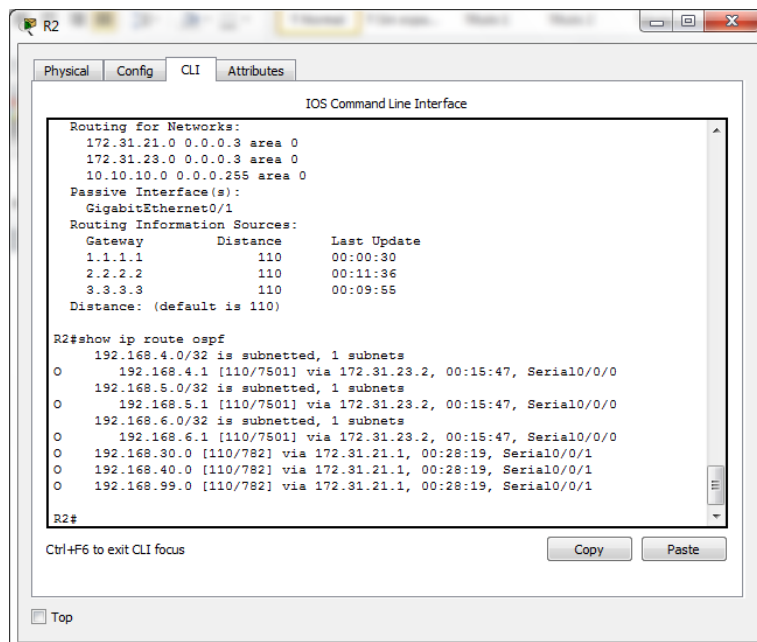 R2
Physical Config CLI Attributes
IOS Command Line Interface
Routing for Networks:
172.31.21.0 0.0.0.3 area 0
172.31.23.0 0.0.0.3 area 0
10.10.10.0 0.0.0.255 area 0
Passive Interface(s):
GigabitEthernet0/1
Routing Information Sources:
Gateway Distance Last Update
1.1.1.1 110 00:00:30
2.2.2.2 110 00:11:36
3.3.3.3 110 00:09:55
Distance: (default is 110)
R2#show ip route ospf
192.168.4.0/32 is subnetted, 1 subnets
O 192.168.4.1 [110/7501] via 172.31.23.2, 00:15:47, Serial0/0/0
192.168.5.0/32 is subnetted, 1 subnets
O 192.168.5.1 [110/7501] via 172.31.23.2, 00:15:47, Serial0/0/0
192.168.6.0/32 is subnetted, 1 subnets
O 192.168.6.1 [110/7501] via 172.31.23.2, 00:15:47, Serial0/0/0
O 192.168.30.0 [110/782] via 172.31.21.1, 00:28:19, Serial0/0/1
O 192.168.40.0 [110/782] via 172.31.21.1, 00:28:19, Serial0/0/1
O 192.168.99.0 [110/782] via 172.31.21.1, 00:28:19, Serial0/0/1
R2#
Ctrl+F6 to exit CLI focus
Copy Paste
Top